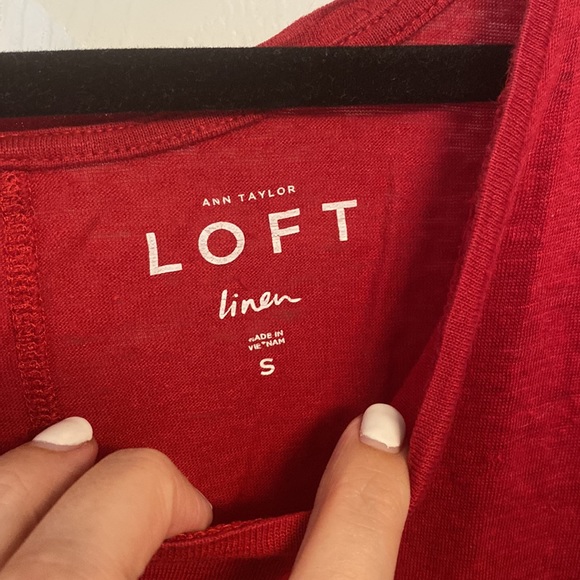 ANN TAYLOR
LOFT
linen
MADE IN
VIETNAM
S